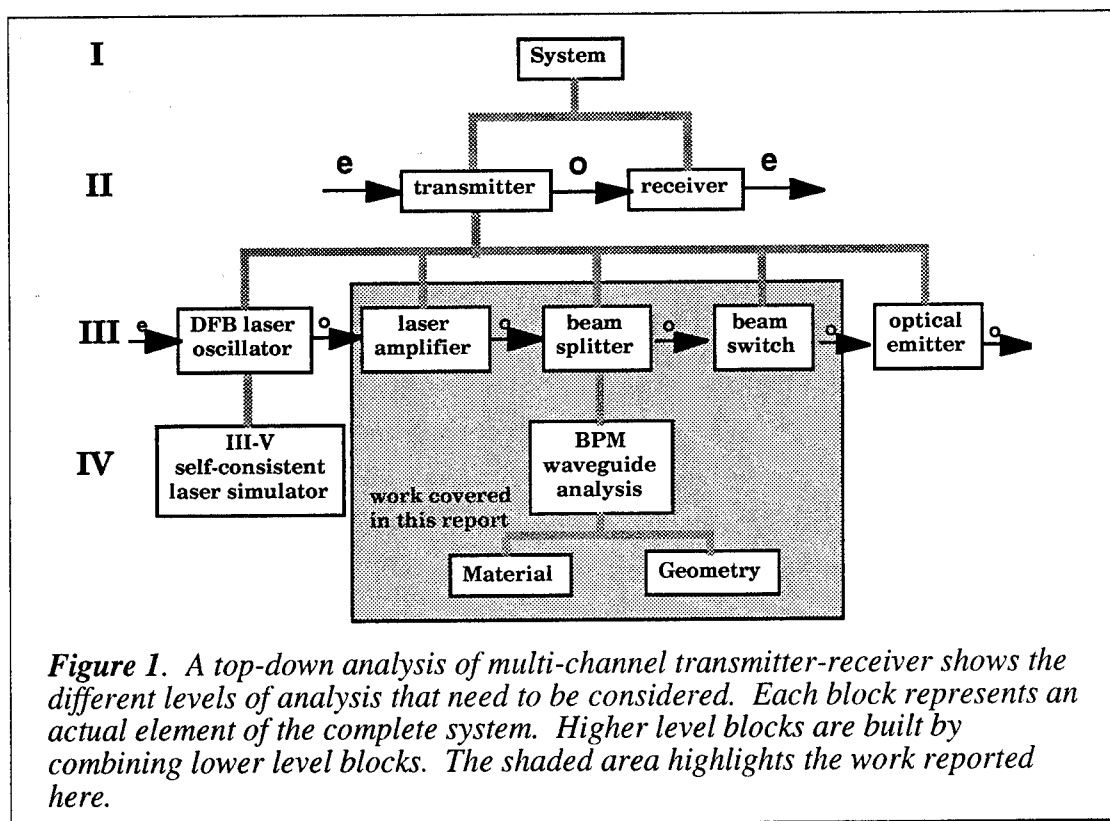 I
System
e
o
e
II
transmitter
receiver
III
e
DFB laser
oscillator
o
laser
amplifier
o
beam
splitter
o
beam
switch
o
optical
emitter
o
IV
III-V
self-consistent
laser simulator
BPM
waveguide
analysis
work covered
in this report
Material
Geometry
Figure 1. A top-down analysis of multi-channel transmitter-receiver shows the
different levels of analysis that need to be considered. Each block represents an
actual element of the complete system. Higher level blocks are built by
combining lower level blocks. The shaded area highlights the work reported
here.